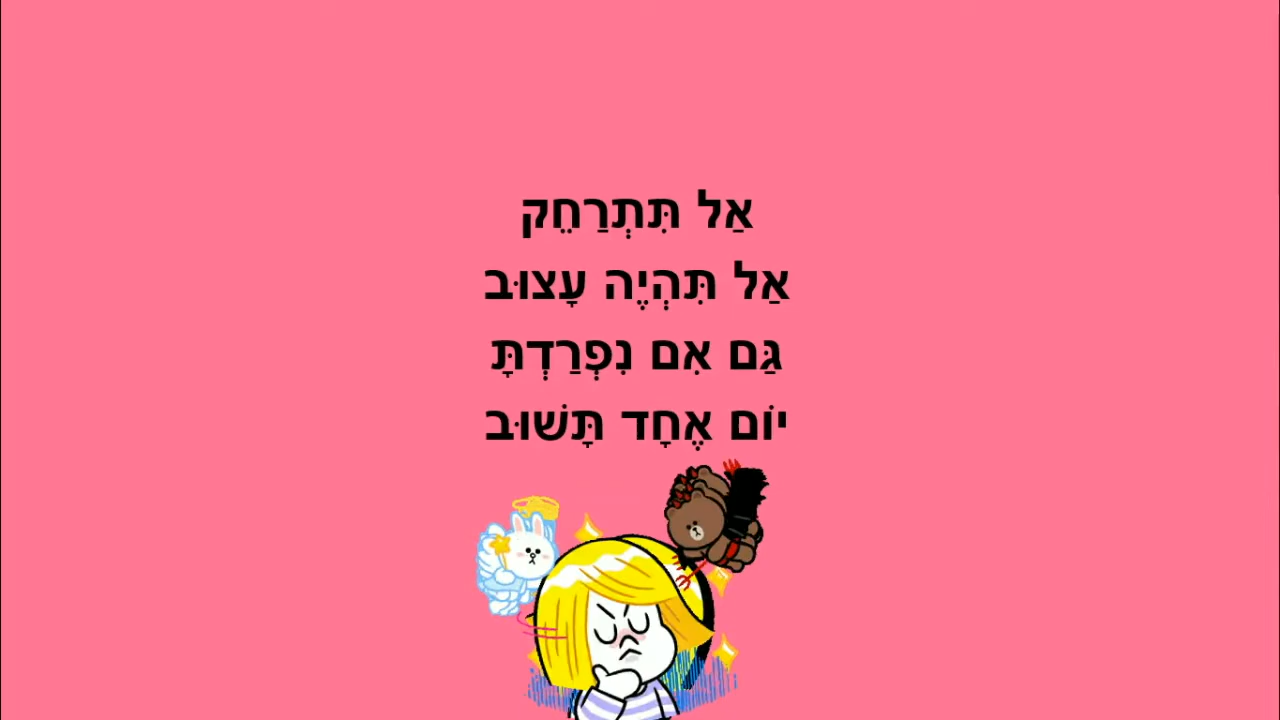 אַל תִּתְרַחֵק
אַל תִּהְיֶה עָצוּב
גַּם אִם נִפְרַדְתָּ
יוֹם אֶחָד תָּשׁוּב